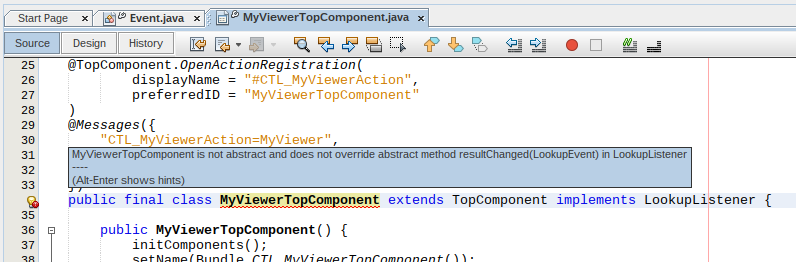 Start Page Event.java MyViewerTopComponent.java
Source Design History
25 @TopComponent.OpenActionRegistration(
26 displayName = "#CTL_MyViewerAction",
27 preferredID = "MyViewerTopComponent"
28 )
29 @Messages({
30 "CTL_MyViewerAction=MyViewer",
31 MyViewerTopComponent is not abstract and does not override abstract method resultChanged(LookupEvent) in LookupListener
32 ----
33 (Alt-Enter shows hints)
public final class MyViewerTopComponent extends TopComponent implements LookupListener {
35
36 public MyViewerTopComponent() {
37 initComponents();
38 setName(Bundle.CTL_MyViewerTopComponent());